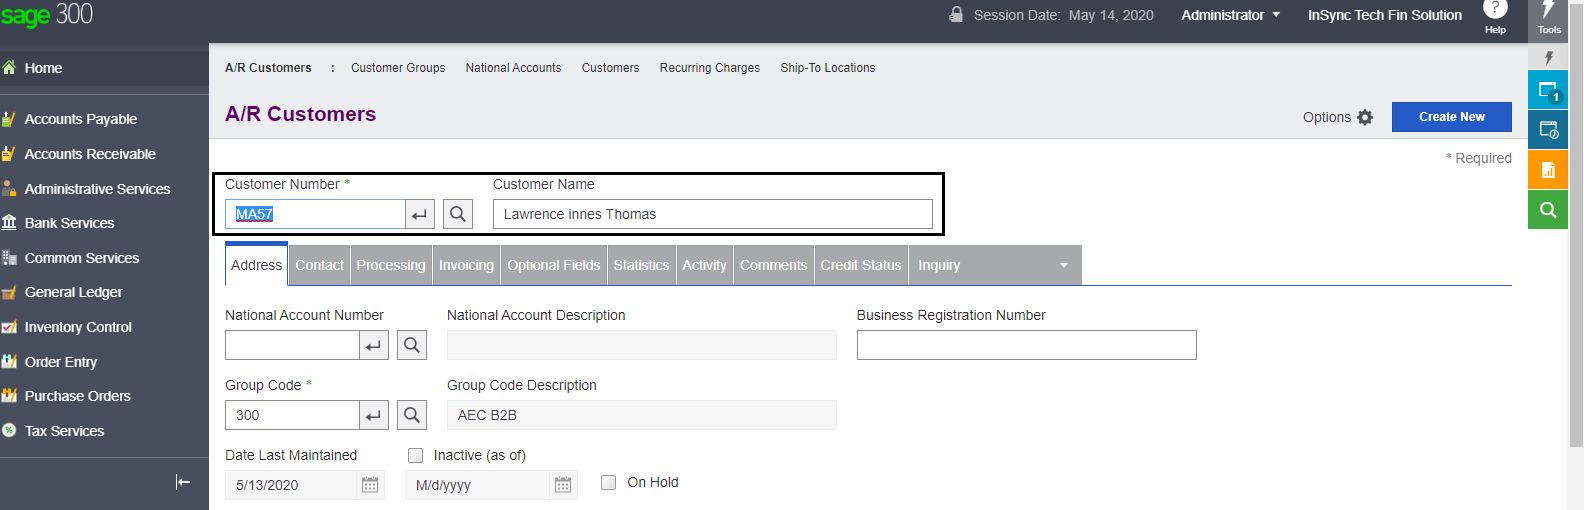 sage 300
Session Date: May 14, 2020
Administrator
InSync Tech Fin Solution
?
Help
Tools
Home
Accounts Payable
Accounts Receivable
Administrative Services
Bank Services
Common Services
General Ledger
Inventory Control
Order Entry
Purchase Orders
Tax Services
A/R Customers : Customer Groups National Accounts Customers Recurring Charges Ship-To Locations
A/R Customers
Options
Create New
1
* Required
Customer Number * Customer Name
MA57 Lawrence innes Thomas
Address Contact Processing Invoicing Optional Fields Statistics Activity Comments Credit Status Inquiry
National Account Number National Account Description Business Registration Number
Group Code * Group Code Description
300 AEC B2B
Date Last Maintained Inactive (as of)
5/13/2020 M/d/yyyy On Hold